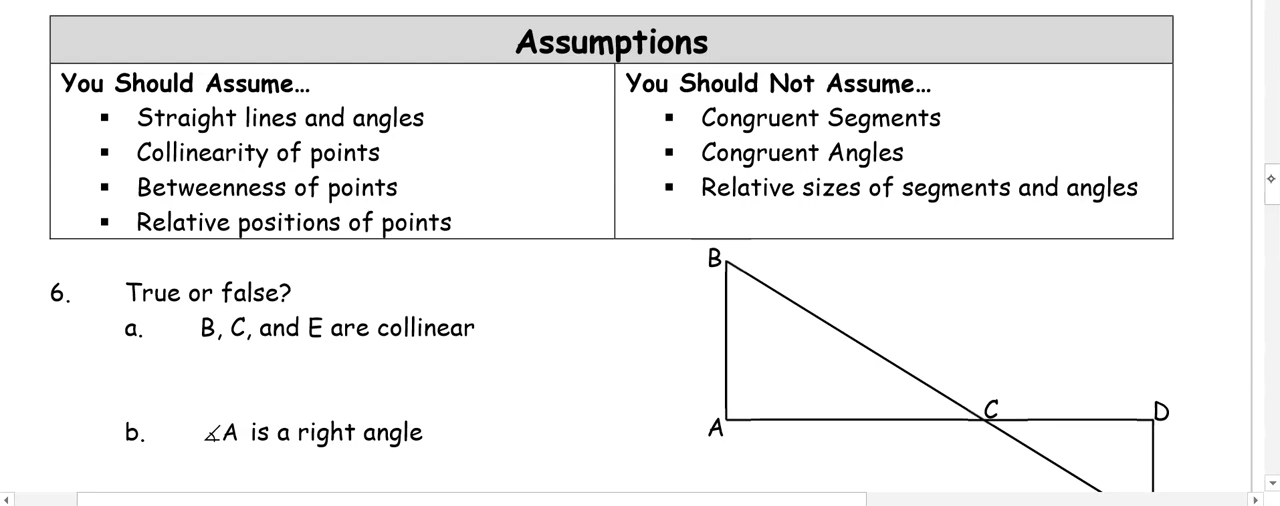 Assumptions
You Should Assume...
▪ Straight lines and angles
▪ Collinearity of points
▪ Betweenness of points
▪ Relative positions of points
You Should Not Assume...
▪ Congruent Segments
▪ Congruent Angles
▪ Relative sizes of segments and angles
6. True or false?
a. B, C, and E are collinear
b. ∡A is a right angle
B
C
D
A